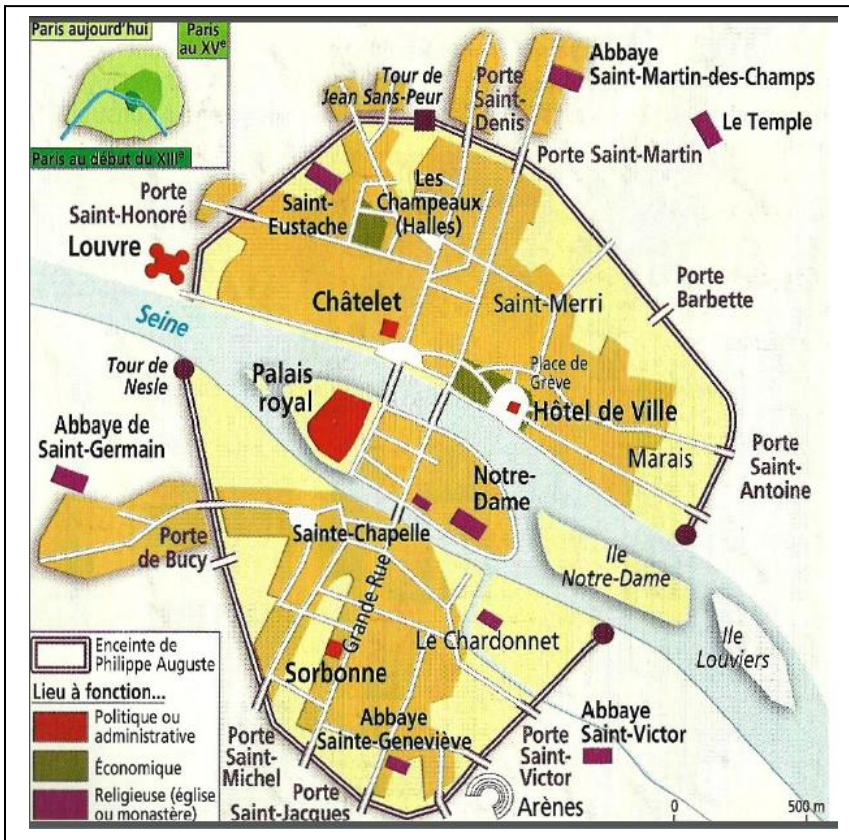 Paris aujourd'hui
Paris
au XVe
Paris au début du XIIIe
Tour de
Jean Sans-Peur
Porte
Saint-
Denis
Abbaye
Saint-Martin-des-Champs
Le Temple
Porte Saint-Martin
Porte
Saint-Honoré
Saint-
Eustache
Les
Champeaux
(Halles)
Louvre
Porte
Barbette
Châtelet
Saint-Merri
Seine
Tour de
Nesle
Palais
royal
Place de
Grève
Hôtel de Ville
Abbaye de
Saint-Germain
Marais
Porte
Saint-
Antoine
Notre-
Dame
Porte
de Bucy
Sainte-Chapelle
Ile
Notre-Dame
Grande Rue
Ile
Louviers
Le Chardonnet
Sorbonne
Enceinte de
Philippe Auguste
Lieu à fonction...
Politique ou
administrative
Économique
Religieuse (église
ou monastère)
Porte
Saint-
Michel
Abbaye
Sainte-Geneviève
Porte
Saint-
Victor
Abbaye
Saint-Victor
Porte
Saint-Jacques
Arènes
0
500 m